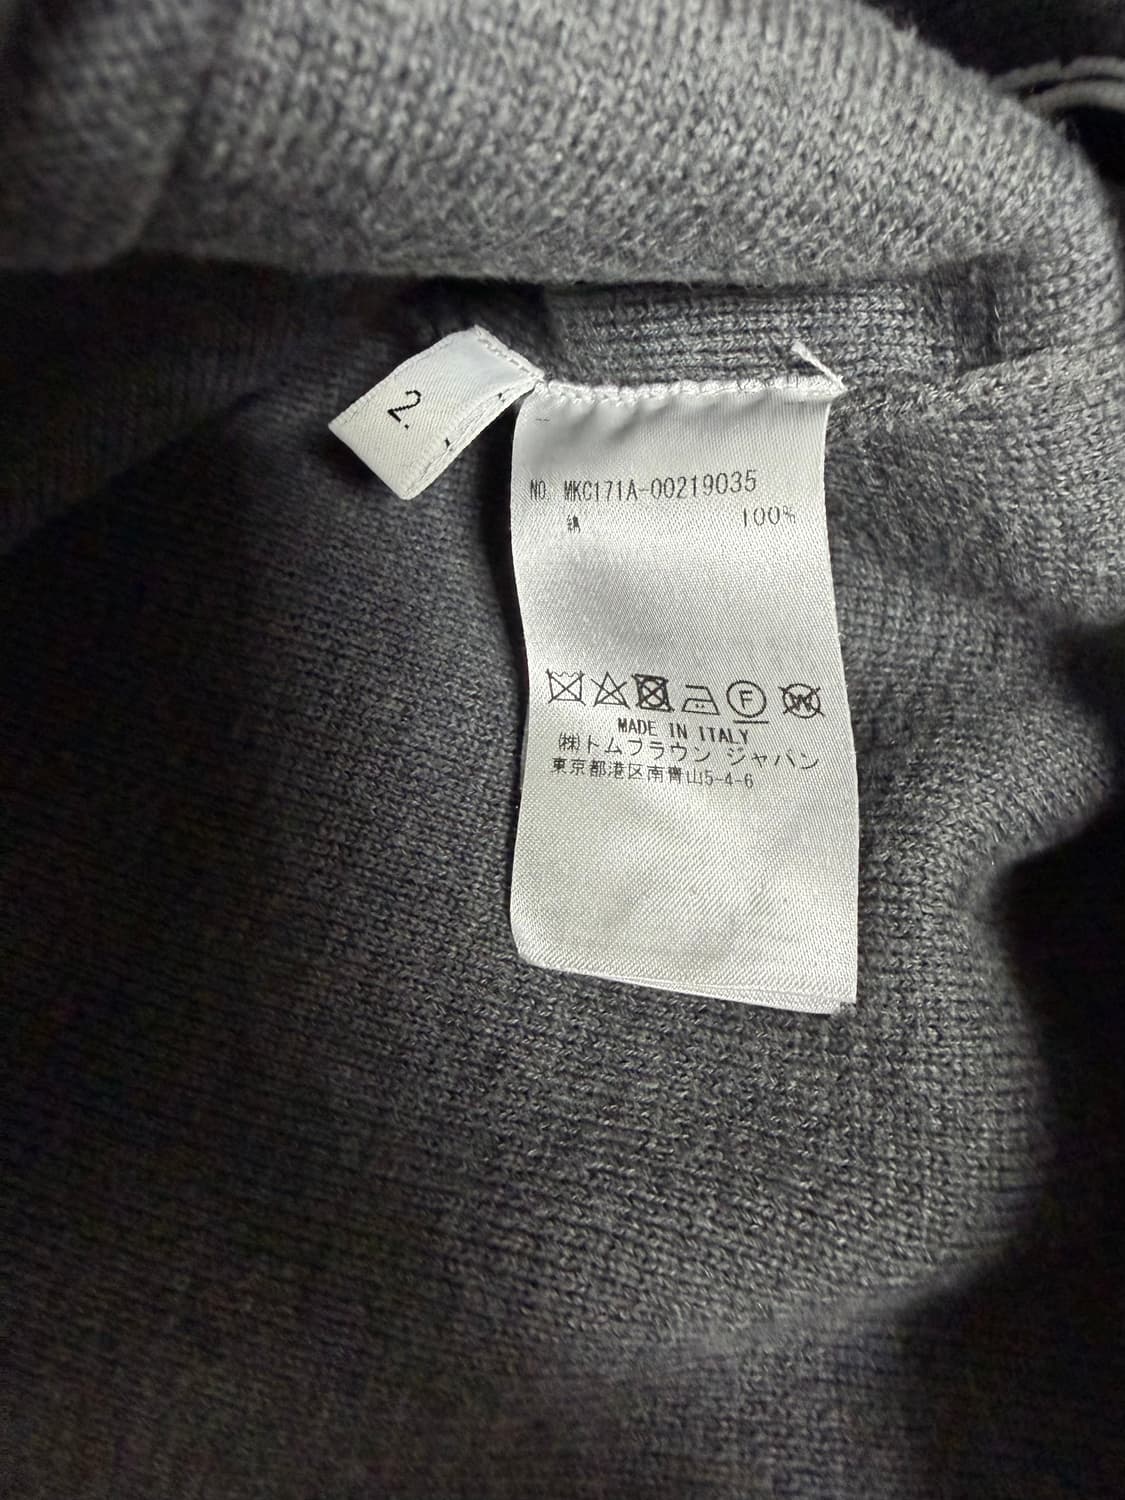 2.
NO. MKC171A-00219035
綿 100%
F W
MADE IN ITALY
㈱トムブラウン ジャパン
東京都港区南青山5-4-6